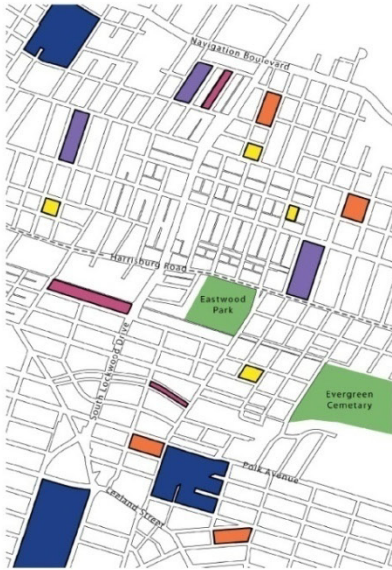 Navigation Boulevard
Harrisburg Road
Eastwood
Park
South Lockwood Drive
Evergreen
Cemetary
Polk Avenue
Leeland Street